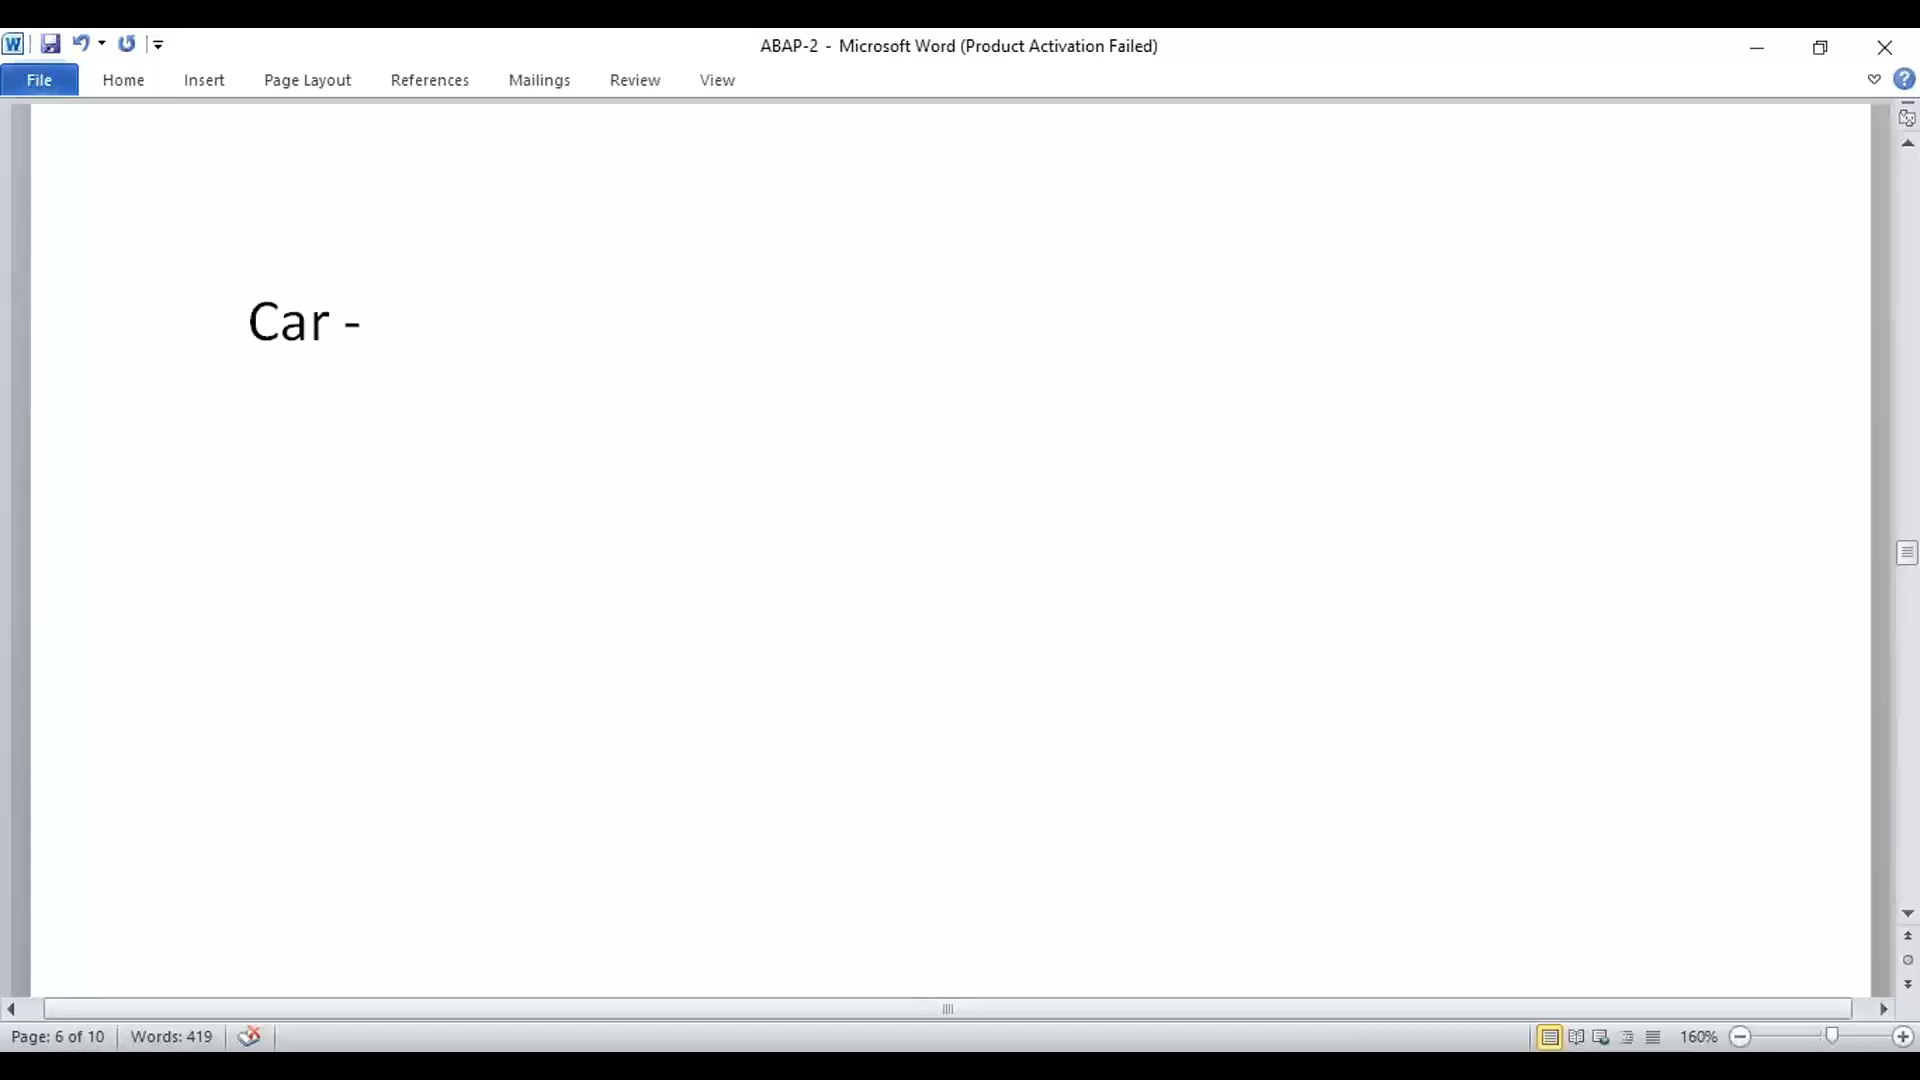 ABAP-2 - Microsoft Word (Product Activation Failed)
File Home Insert Page Layout References Mailings Review View
Car -
Page: 6 of 10 Words: 419 160%